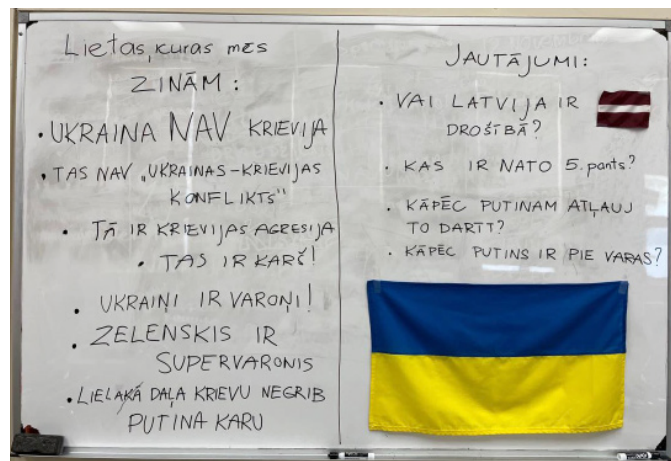 Lietas, kuras mēs
ZINĀM:
• UKRAINA NAV KRIEVIJA
• TAS NAV „UKRAINAS-KRIEVIJAS
KONFLIKTS"
• TĀ IR KRIEVIJAS AGRESIJA
• TAS IR KARŠ!
• UKRAIŅI IR VAROŅI!
• ZELENSKIS IR
SUPERVARONIS
• LIELĀKĀ DAĻA KRIEVU NEGRIB
PUTINA KARU
JAUTĀJUMI:
• VAI LATVIJA IR
DROŠĪBĀ?
• KAS IR NATO 5. pants?
• KĀPĒC PUTINAM ATĻAUJ
TO DARĪT?
• KĀPĒC PUTINS IR PIE VARAS?